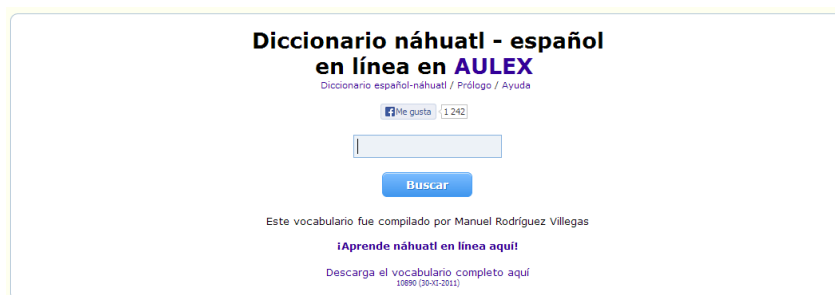 Diccionario náhuatl - español
en línea en AULEX
Diccionario español-náhuatl / Prólogo / Ayuda
Me gusta 1 242
Buscar
Este vocabulario fue compilado por Manuel Rodríguez Villegas
¡Aprende náhuatl en línea aquí!
Descarga el vocabulario completo aquí
10890 (30-XI-2011)